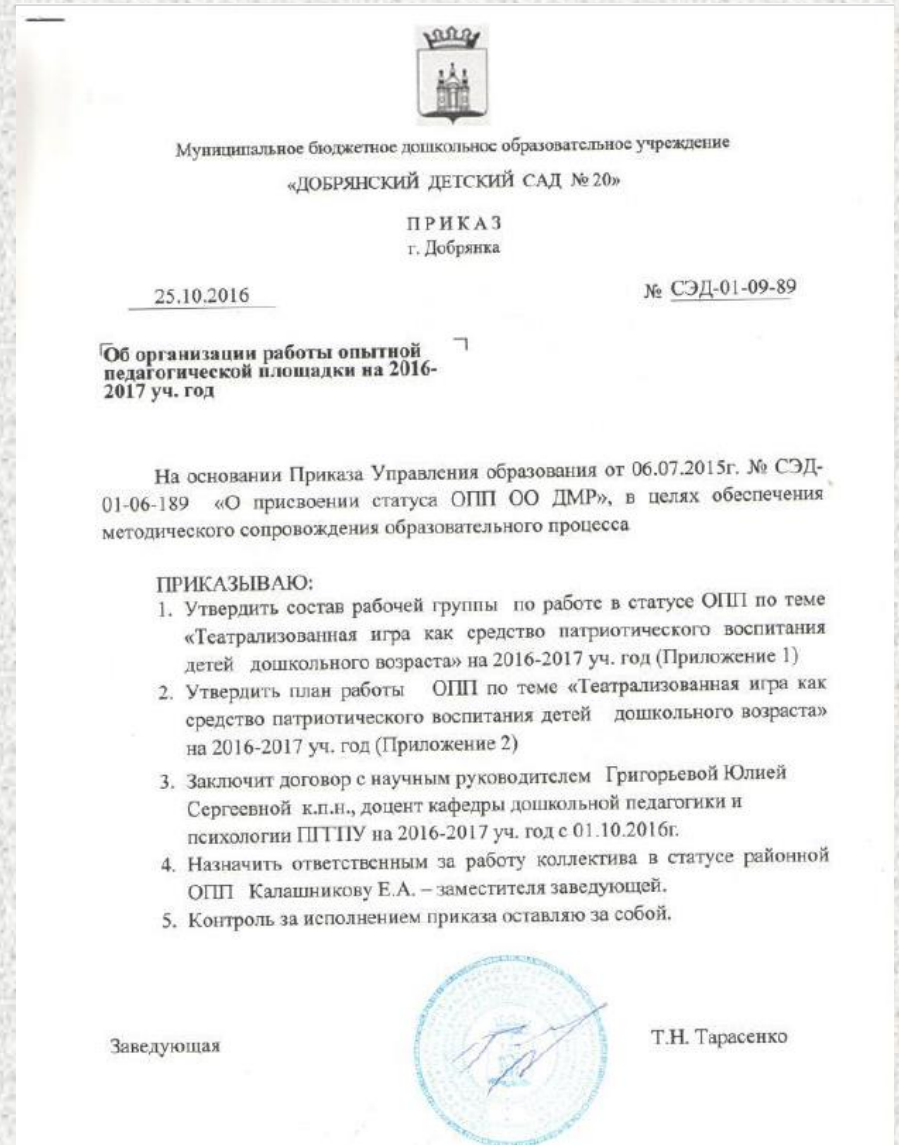 Муниципальное бюджетное дошкольное образовательное учреждение
«ДОБРЯНСКИЙ ДЕТСКИЙ САД № 20»
ПРИКАЗ
г. Добрянка
25.10.2016 № СЭД-01-09-89
Об организации работы опытной
педагогической площадки на 2016-
2017 уч. год
На основании Приказа Управления образования от 06.07.2015г. № СЭД-
01-06-189 «О присвоении статуса ОПП ОО ДМР», в целях обеспечения
методического сопровождения образовательного процесса
ПРИКАЗЫВАЮ:
1. Утвердить состав рабочей группы по работе в статусе ОПП по теме
«Театрализованная игра как средство патриотического воспитания
детей дошкольного возраста» на 2016-2017 уч. год (Приложение 1)
2. Утвердить план работы ОПП по теме «Театрализованная игра как
средство патриотического воспитания детей дошкольного возраста»
на 2016-2017 уч. год (Приложение 2)
3. Заключит договор с научным руководителем Григорьевой Юлией
Сергеевной к.п.н., доцент кафедры дошкольной педагогики и
психологии ПГГПУ на 2016-2017 уч. год с 01.10.2016г.
4. Назначить ответственным за работу коллектива в статусе районной
ОПП Калашникову Е.А. – заместителя заведующей.
5. Контроль за исполнением приказа оставляю за собой.
Заведующая Т.Н. Тарасенко